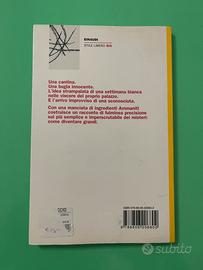 EINAUDI
STILE LIBERO BIG
Una cantina.
Una bugia innocente.
L'idea strampalata di una settimana bianca
nelle viscere del proprio palazzo.
E l'arrivo improvviso di una sconosciuta.
Con una manciata di ingredienti Ammaniti
costruisce un racconto di fulminea precisione
sul più semplice e imperscrutabile dei misteri:
come diventare grandi.
subito